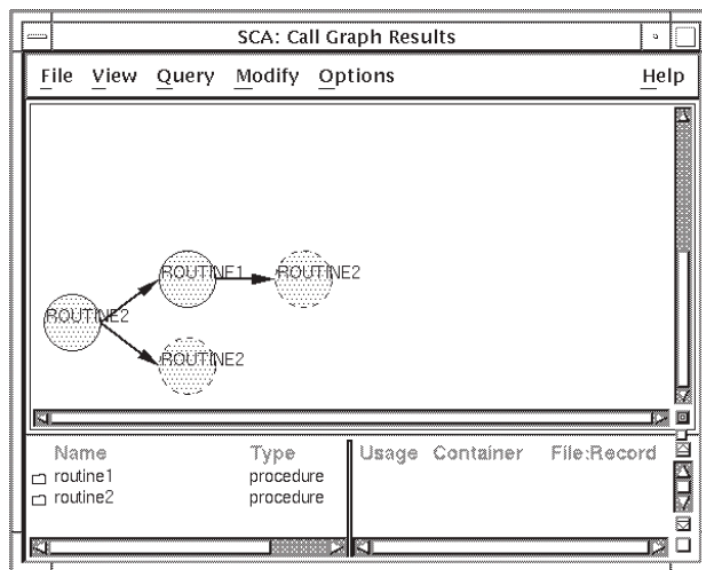 SCA: Call Graph Results
File View Query Modify Options Help
ROUTINE1 ROUTINE2
ROUTINE2
ROUTINE2
Name Type Usage Container File:Record
routine1 procedure
routine2 procedure